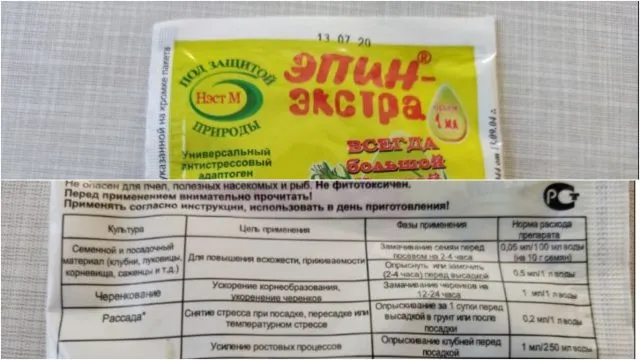 13 07 20
ПОД ЗАЩИТОЙ
Нэст М
ПРИРОДЫ
ЭПИН-®
экстра
1 мл
указанной на кромке пакета
Универсальный
антистрессовый
адаптоген
ВСЕГДА
большой
Не опасен для пчел, полезных насекомых и рыб. Не фитотоксичен.
Перед применением внимательно прочитать!
Применять согласно инструкции, использовать в день приготовления!
РСТ
Культура
Цель применения
Фазы применения
Норма расхода
препарата
Семенной и посадочный
материал (клубни, луковицы,
корневища, саженцы и т.д.)
Для повышения всхожести, приживаемости
Замачивание семян перед
посевом на 2-4 часа
0,05 мл/100 мл воды
(на 10 г семян)
Опрыснуть или замочить
(2-4 часа) перед высадкой
0,5 мл/1 л воды
Черенкование
Ускорение корнеобразования,
укоренение черенков
Замачивание черенков на
12-24 часа
1 мл/1 л воды
Рассада*
Снятие стресса при посадке, пересадке или
температурном стрессе
Опрыскивание за 1 сутки перед
высадкой в грунт или после
посадки
0,2 мл/1 л воды
Усиление ростовых процессов
Опрыскивание клубней перед
посадкой
1 мл/250 мл воды